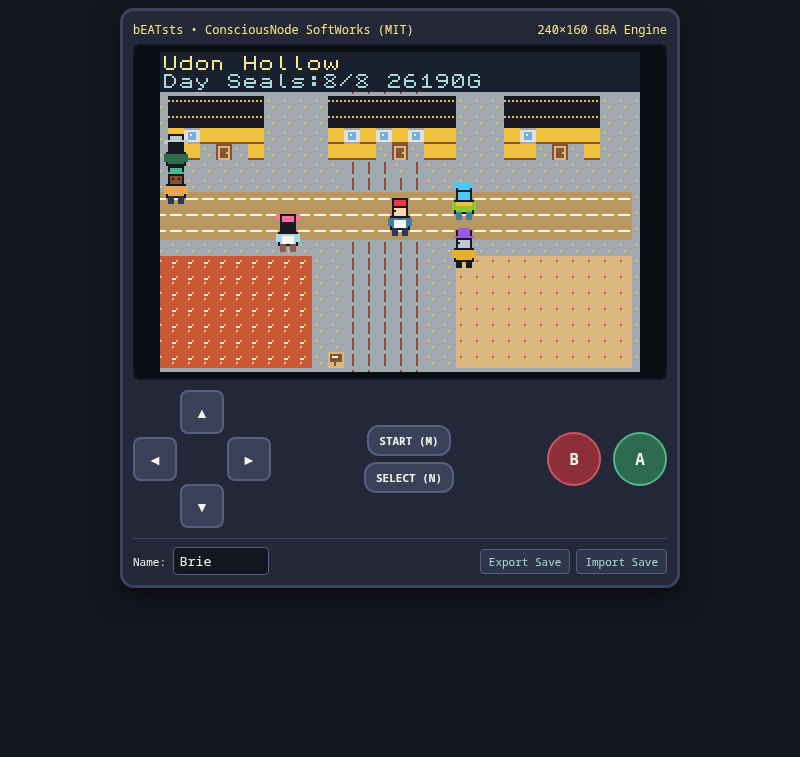 bEATsts • ConsciousNode SoftWorks (MIT)
240×160 GBA Engine
Udon Hollow
Day Seals:8/8 26190G
▲
◀
▶
▼
START (M)
SELECT (N)
B
A
Name:
Brie
Export Save
Import Save